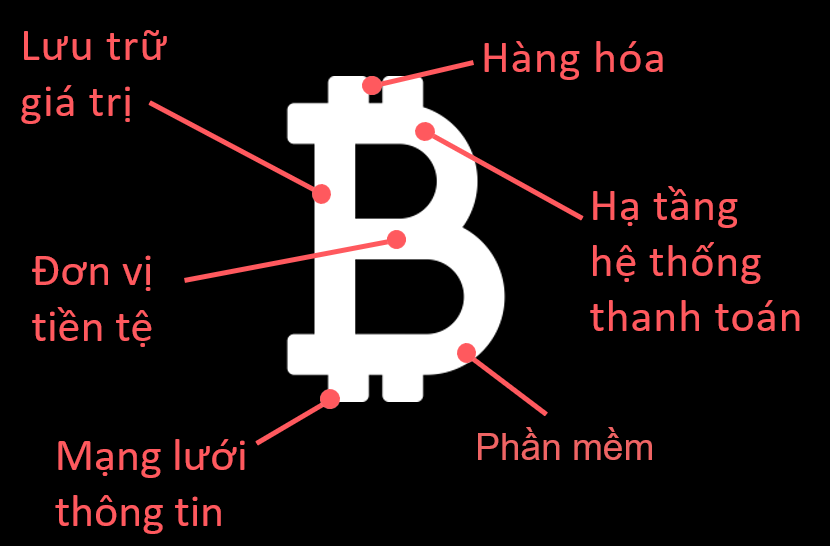 Lưu trữ
giá trị
Hàng hóa
Hạ tầng
hệ thống
thanh toán
Đơn vị
tiền tệ
Phần mềm
Mạng lưới
thông tin